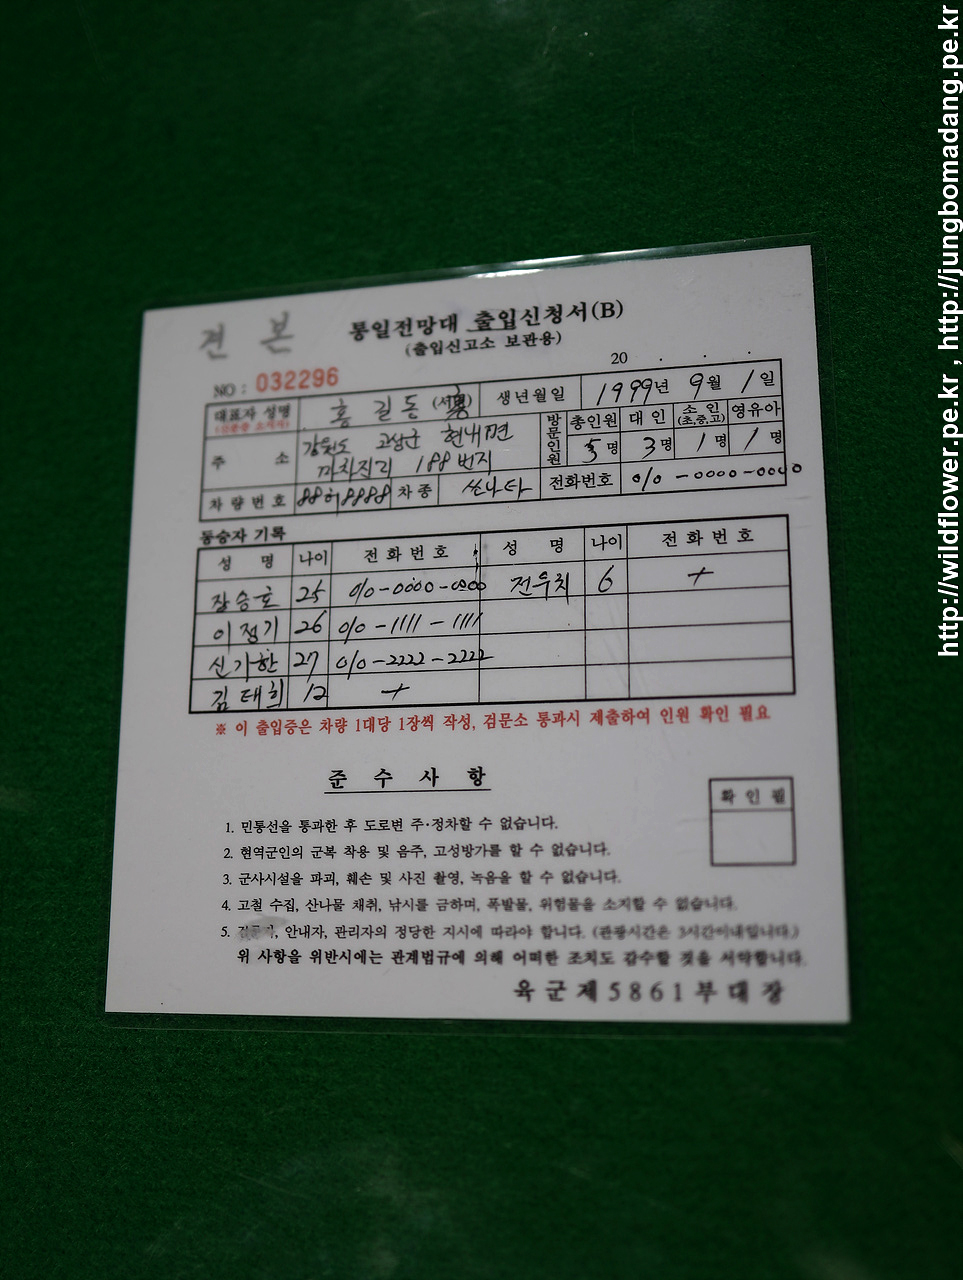 견 본
통일전망대 출입신청서(B)
(출입신고소 보관용)
NO : 032296
20 . . .
대표자 성명 홍 길 돈 (서명) 생년월일 1999년 9월 1일
주 소 강원도 고성군 현내면
까치진리 188번지
방문인원 총인원 대 인 소 인 (초,중,고) 영유아
5명 3명 1명 1명
차량번호 88허8888 차종 쏘나타 전화번호 010-0000-0000
동승자 기록
성 명 나이 전 화 번 호 성 명 나이 전 화 번 호
장승호 25 010-0000-0000 전우치 6 +
이정기 26 010-1111-1111
신가한 27 010-2222-2222
김태희 12 +
※ 이 출입증은 차량 1대당 1장씩 작성, 검문소 통과시 제출하여 인원 확인 필요
준 수 사 항
확 인 필
1. 민통선을 통과한 후 도로변 주·정차할 수 없습니다.
2. 현역군인의 군복 착용 및 음주, 고성방가를 할 수 없습니다.
3. 군사시설을 파괴, 훼손 및 사진 촬영, 녹음을 할 수 없습니다.
4. 고철 수집, 산나물 채취, 낚시를 금하며, 폭발물, 위험물을 소지할 수 없습니다.
5. 안내자, 관리자의 정당한 지시에 따라야 합니다. (관광시간은 3시간이내입니다.)
위 사항을 위반시에는 관계법규에 의해 어떠한 조치도 감수할 것을 서약합니다.
육군제5861부대장
http://wildflower.pe.kr , http://jungbomadang.pe.kr